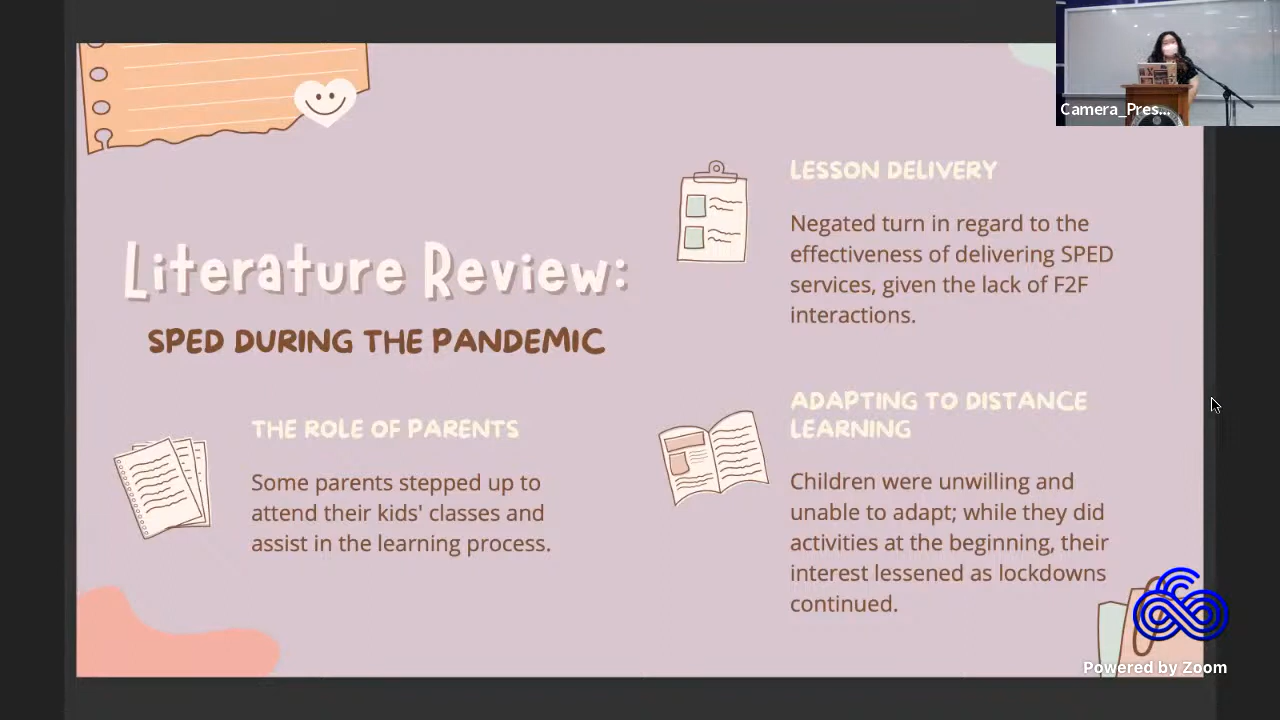 Camera_Pres...
Literature Review:
SPED DURING THE PANDEMIC
THE ROLE OF PARENTS
Some parents stepped up to
attend their kids' classes and
assist in the learning process.
LESSON DELIVERY
Negated turn in regard to the
effectiveness of delivering SPED
services, given the lack of F2F
interactions.
ADAPTING TO DISTANCE
LEARNING
Children were unwilling and
unable to adapt; while they did
activities at the beginning, their
interest lessened as lockdowns
continued.
Powered by Zoom